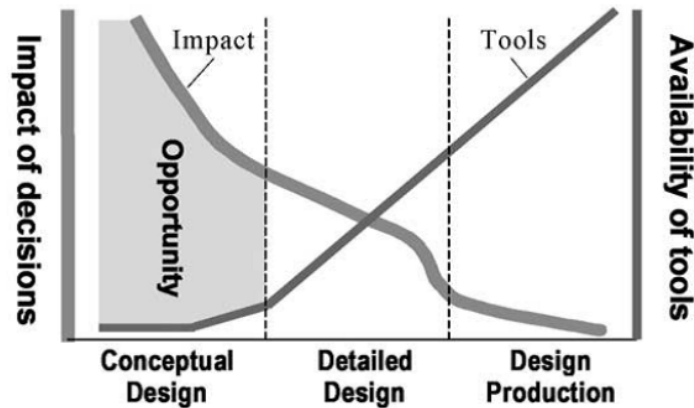 Impact of decisions
Impact
Tools
Opportunity
Availability of tools
Conceptual
Design
Detailed
Design
Design
Production